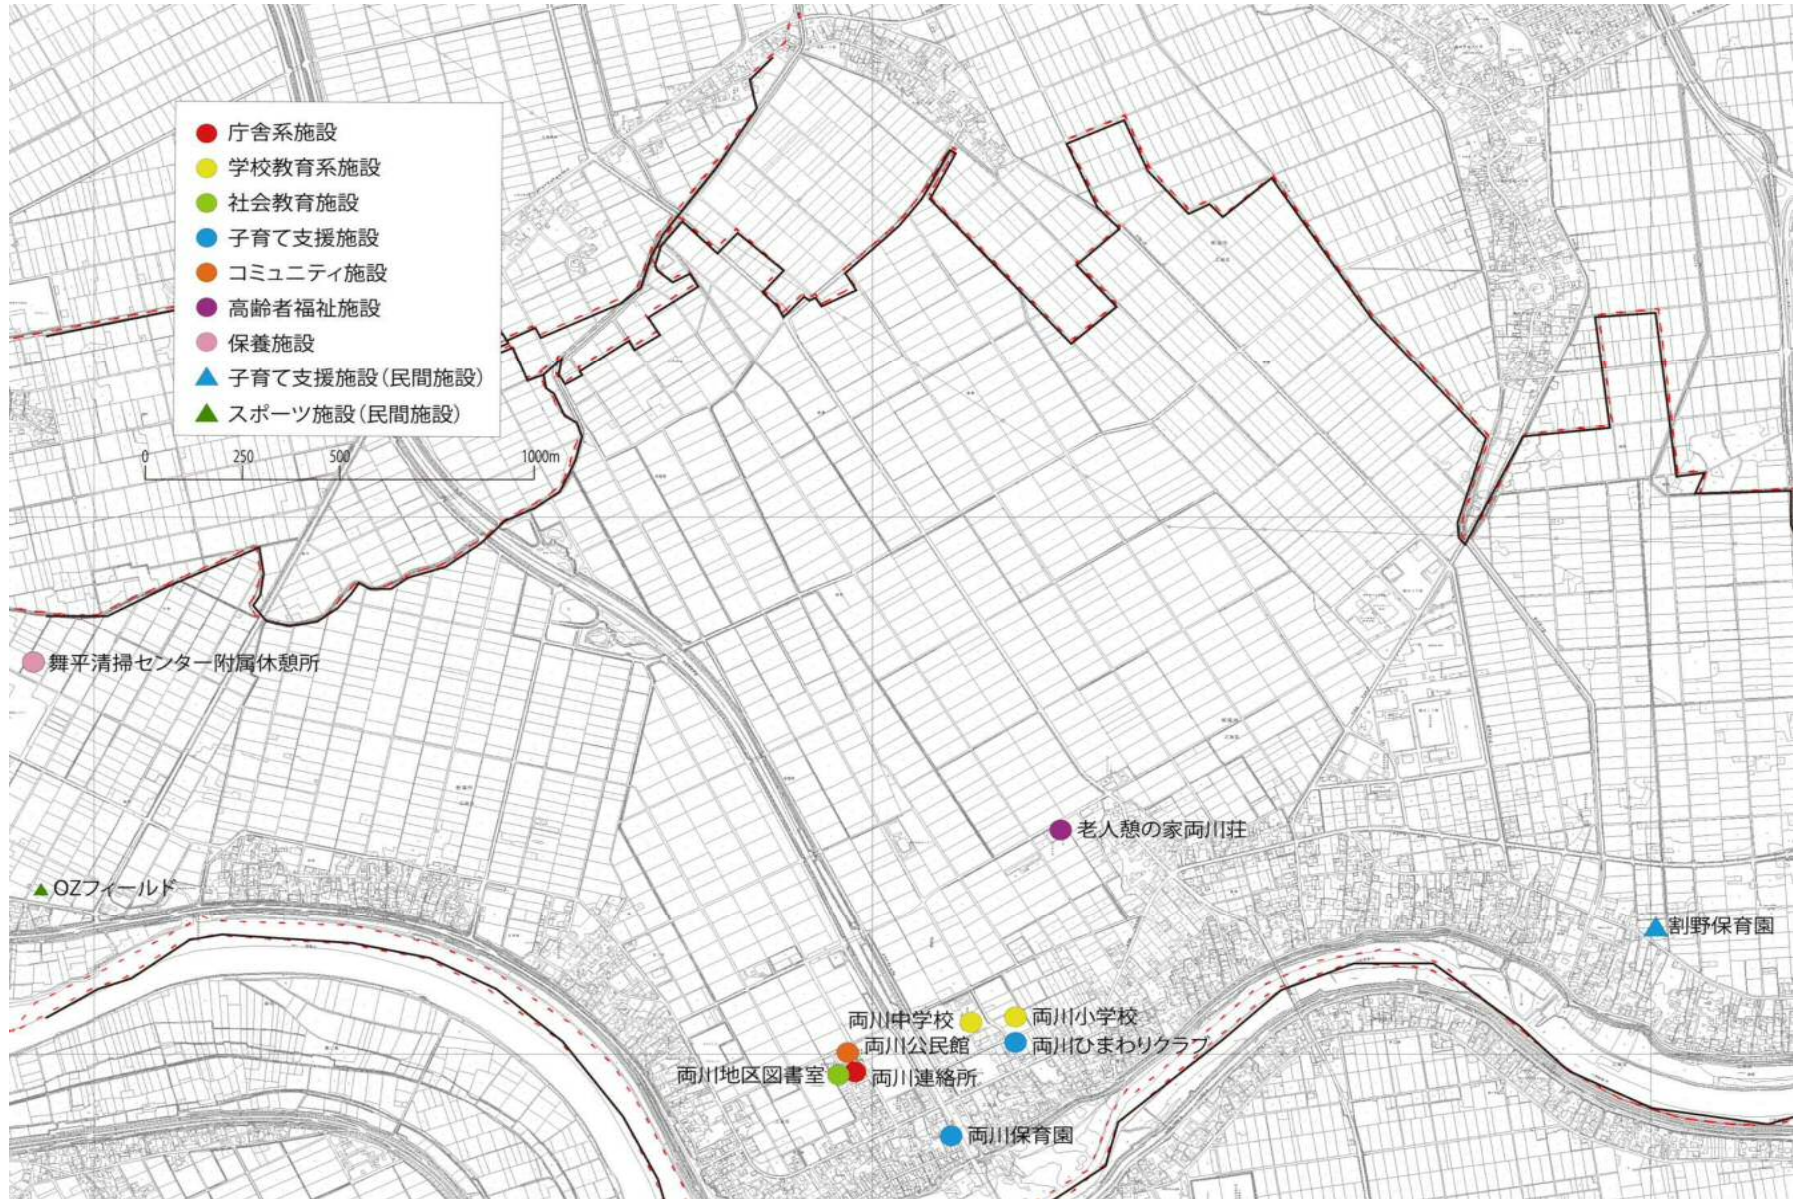 庁舎系施設
学校教育系施設
社会教育施設
子育て支援施設
コミュニティ施設
高齢者福祉施設
保養施設
子育て支援施設(民間施設)
スポーツ施設(民間施設)
0 250 500 1000m
舞平清掃センター附属休憩所
老人憩の家両川荘
OZフィールド
割野保育園
両川中学校
両川小学校
両川公民館
両川ひまわりクラブ
両川地区図書室
両川連絡所
両川保育園